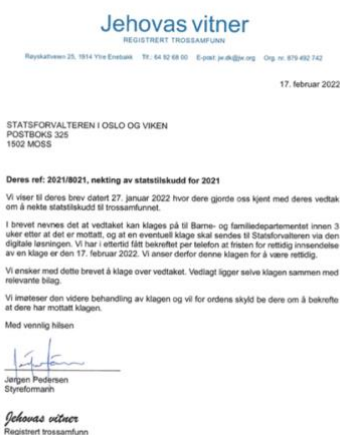 Jehovas vitner
REGISTRERT TROSSAMFUNN
Røyskattveien 25, 1914 Ytre Enebakk Tlf.: 64 92 68 00 E-post: jw.dk@jw.org Org. nr. 879 492 742
17. februar 2022
STATSFORVALTEREN I OSLO OG VIKEN
POSTBOKS 325
1502 MOSS
Deres ref: 2021/8021, nekting av statstilskudd for 2021
Vi viser til deres brev datert 27. januar 2022 hvor dere gjorde oss kjent med deres vedtak
om å nekte statstilskudd til trossamfunnet.
I brevet nevnes det at vedtaket kan klages på til Barne- og familiedepartementet innen 3
uker etter at det er mottatt, og at en eventuell klage skal sendes til Statsforvalteren via den
digitale løsningen. Vi har i ettertid fått bekreftet per telefon at fristen for rettidig innsendelse
av en klage er den 17. februar 2022. Vi anser derfor denne klagen for å være rettidig.
Vi ønsker med dette brevet å klage over vedtaket. Vedlagt ligger selve klagen sammen med
relevante bilag.
Vi imøteser den videre behandling av klagen og vil for ordens skyld be dere om å bekrefte
at dere har mottatt klagen.
Med vennlig hilsen
Jørgen Pedersen
Styreformann
Jehovas vitner
Registrert trossamfunn